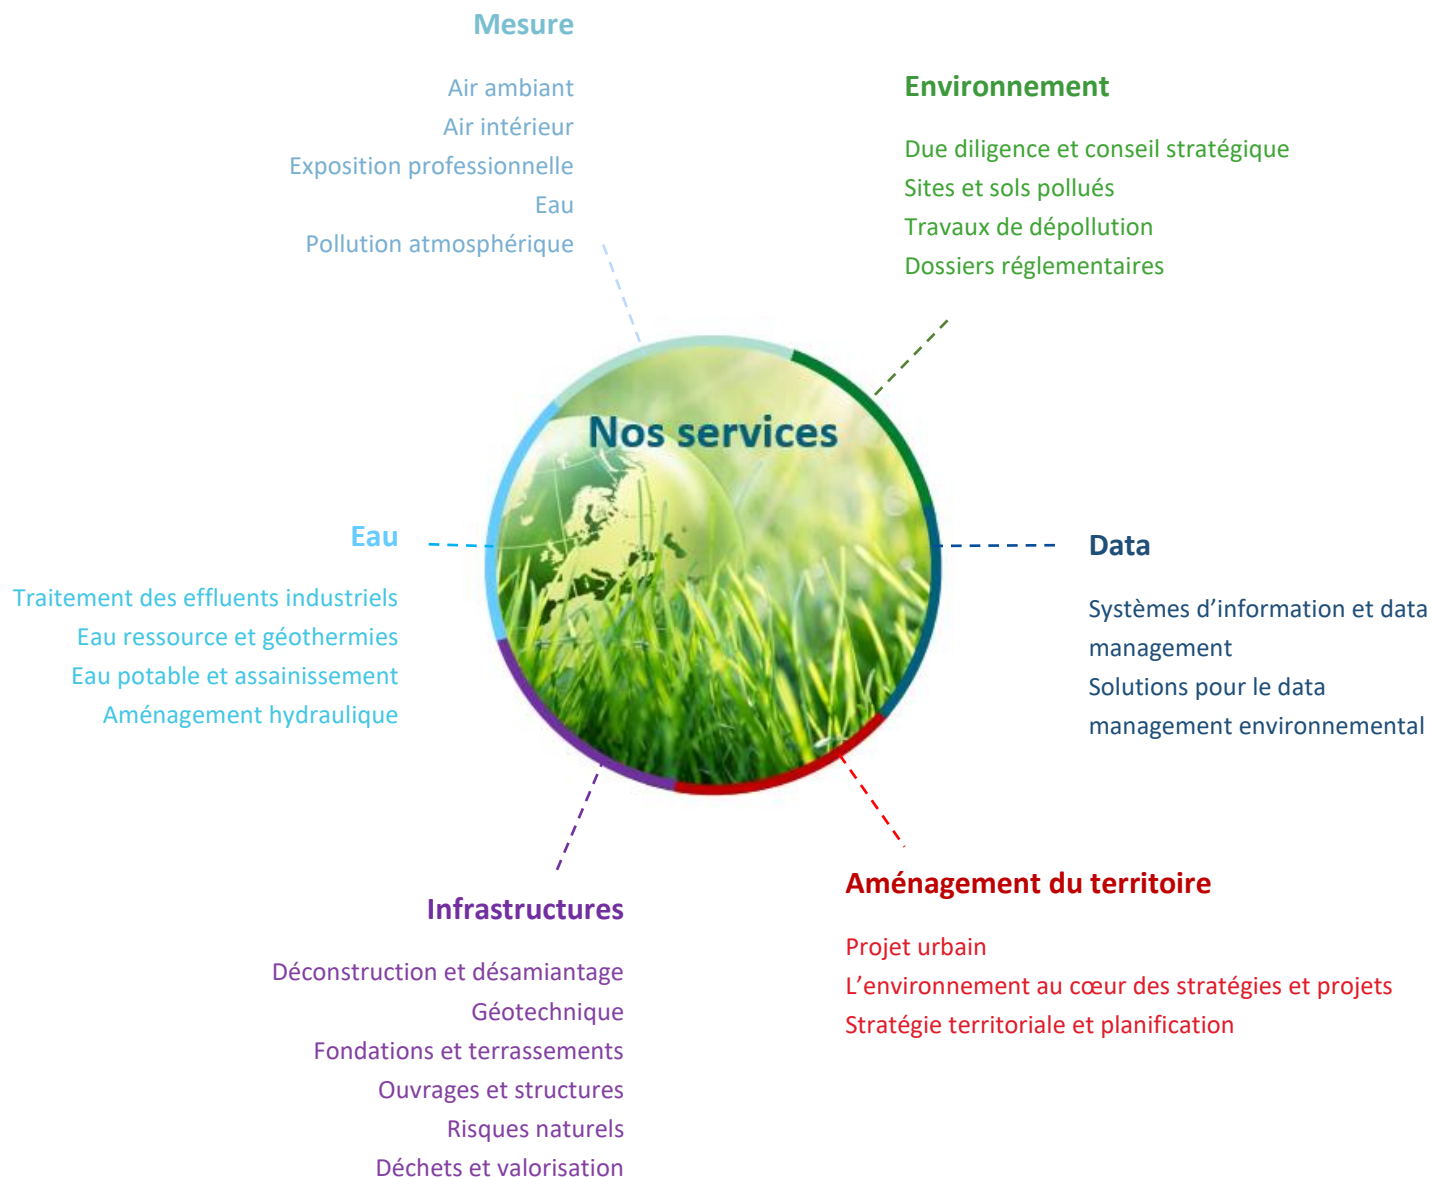 Mesure
Air ambiant
Air intérieur
Exposition professionnelle
Eau
Pollution atmosphérique
Environnement
Due diligence et conseil stratégique
Sites et sols pollués
Travaux de dépollution
Dossiers réglementaires
Nos services
Eau
Traitement des effluents industriels
Eau ressource et géothermies
Eau potable et assainissement
Aménagement hydraulique
Data
Systèmes d’information et data
management
Solutions pour le data
management environnemental
Infrastructures
Déconstruction et désamiantage
Géotechnique
Fondations et terrassements
Ouvrages et structures
Risques naturels
Déchets et valorisation
Aménagement du territoire
Projet urbain
L’environnement au cœur des stratégies et projets
Stratégie territoriale et planification